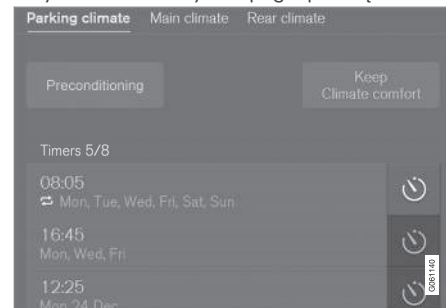 Parking climate Main climate Rear climate
Preconditioning
Keep
Climate comfort
Timers 5/8
08:05
Mon, Tue, Wed, Fri, Sat, Sun
16:45
Mon, Wed, Fri
12:25
Mon 24 Dec
G061140